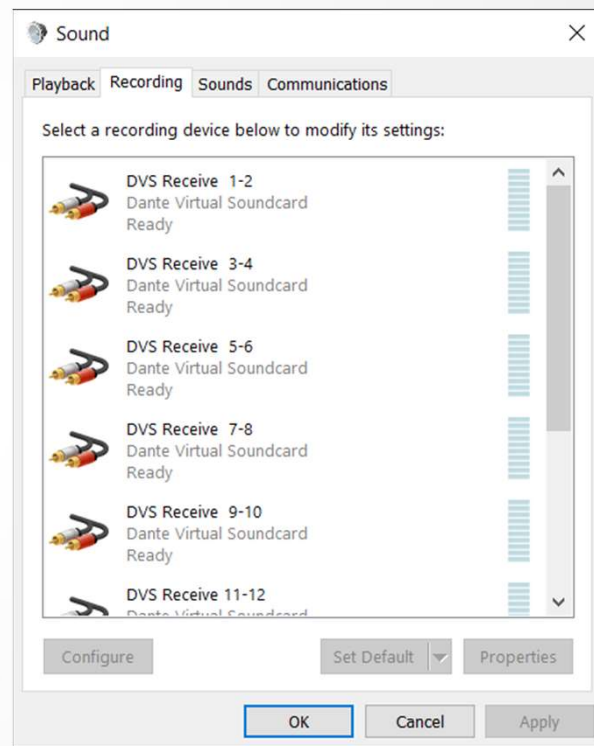 Sound
Playback Recording Sounds Communications
Select a recording device below to modify its settings:
DVS Receive 1-2
Dante Virtual Soundcard
Ready
DVS Receive 3-4
Dante Virtual Soundcard
Ready
DVS Receive 5-6
Dante Virtual Soundcard
Ready
DVS Receive 7-8
Dante Virtual Soundcard
Ready
DVS Receive 9-10
Dante Virtual Soundcard
Ready
DVS Receive 11-12
Dante Virtual Soundcard
Configure Set Default Properties
OK Cancel Apply